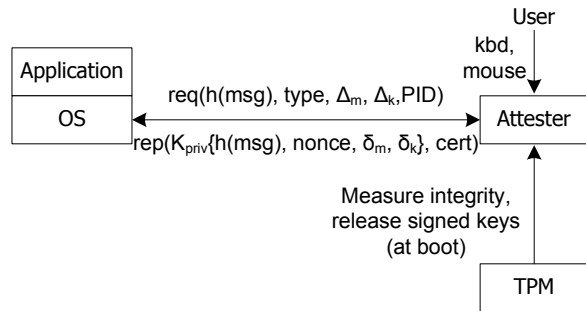 User
kbd,
mouse
Application
OS
req(h(msg), type, Δm, Δk,PID)
rep(Kpriv{h(msg), nonce, δm, δk}, cert)
Attester
Measure integrity,
release signed keys
(at boot)
TPM